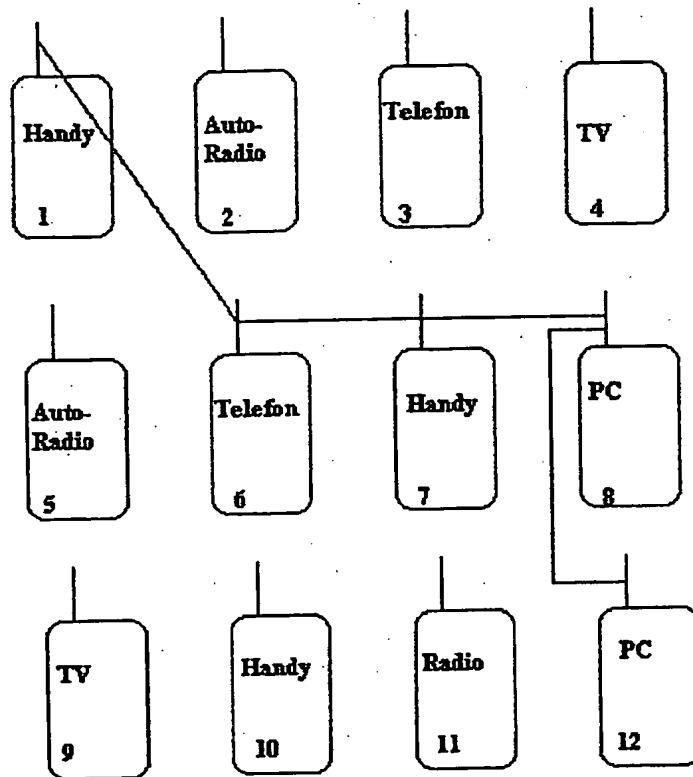 Handy
1
Auto-
Radio
2
Telefon
3
TV
4
Auto-
Radio
5
Telefon
6
Handy
7
PC
8
TV
9
Handy
10
Radio
11
PC
12